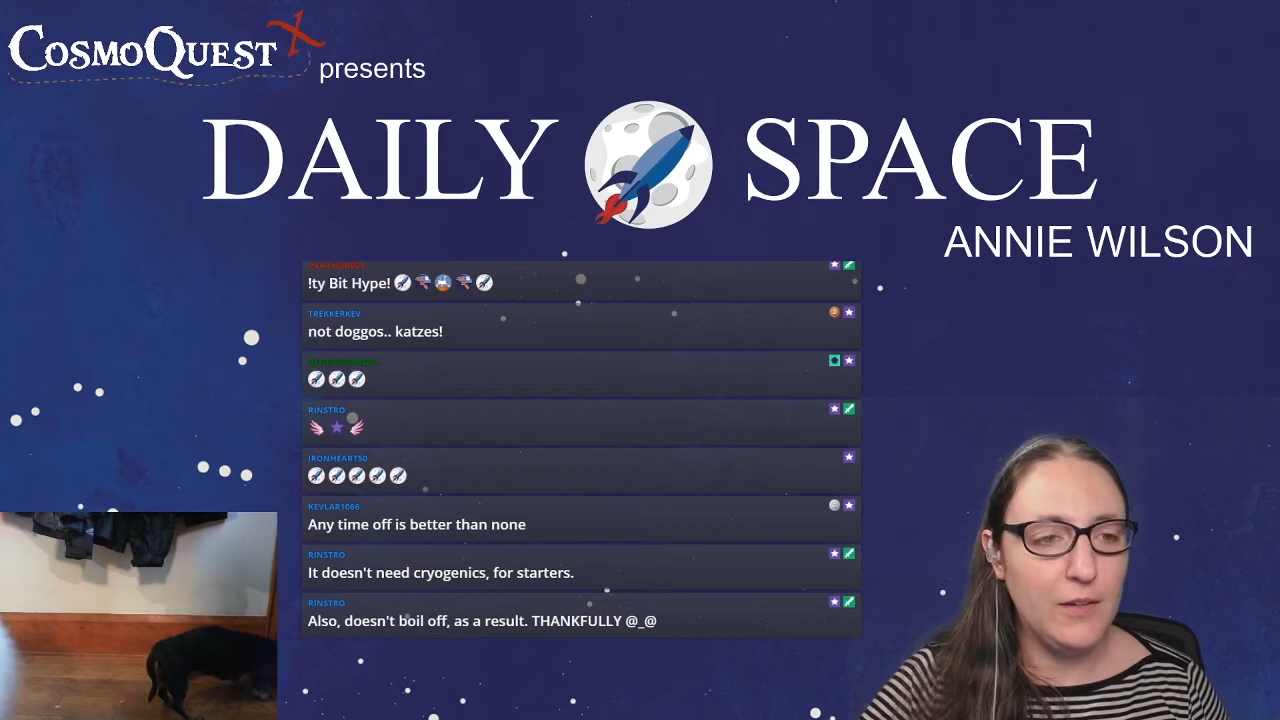 COSMOQUEST X
presents
DAILY SPACE
ANNIE WILSON
!ty Bit Hype!
TREKKERKEV
not doggos.. katzes!
RINSTRO
IRONHEART50
KEVLAR1066
Any time off is better than none
RINSTRO
It doesn't need cryogenics, for starters.
RINSTRO
Also, doesn't boil off, as a result. THANKFULLY @_@